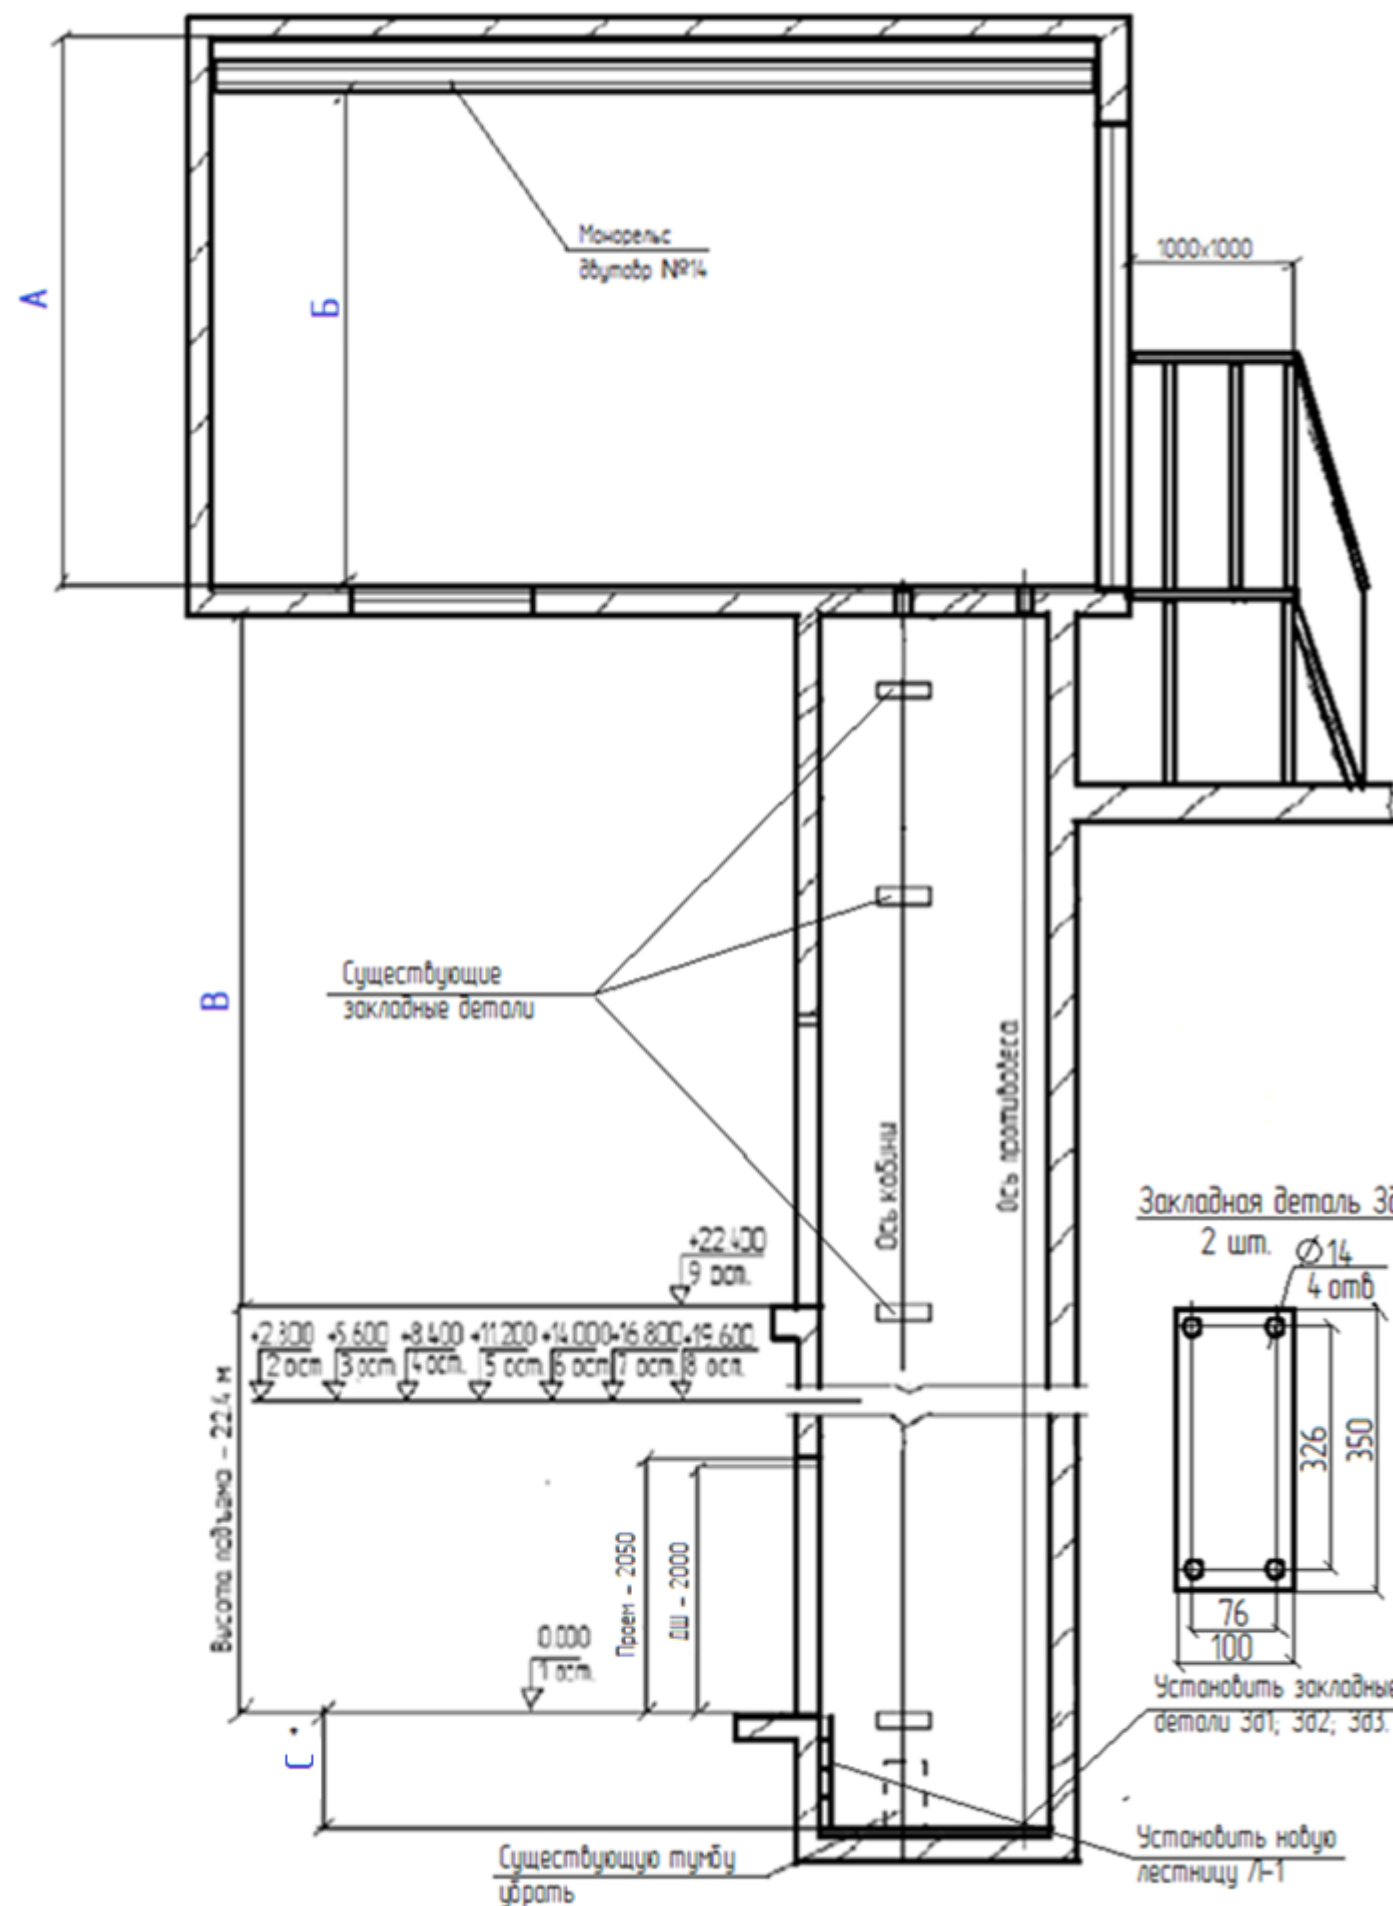 Монорельс
двутавр №14
1000х1000
А
Б
Существующие
закладные детали
В
Ось кабины
Ось противовеса
Закладная деталь
2 шт.
Ø14
4 отв
+22.400
9 ост.
+5.600 +8.400 +11.200 +14.000 +16.800 +19.600
2 ост. 3 ост. 4 ост. 5 ост. 6 ост. 7 ост. 8 ост.
Высота подъема - 22.4 м
326
350
Проем - 2050
ДШ - 2000
0.000
1 ост.
76
100
Установить закладные
детали Зд1; Зд2; Зд3.
С
Установить новую
лестницу Л-1
Существующую тумбу
убрать